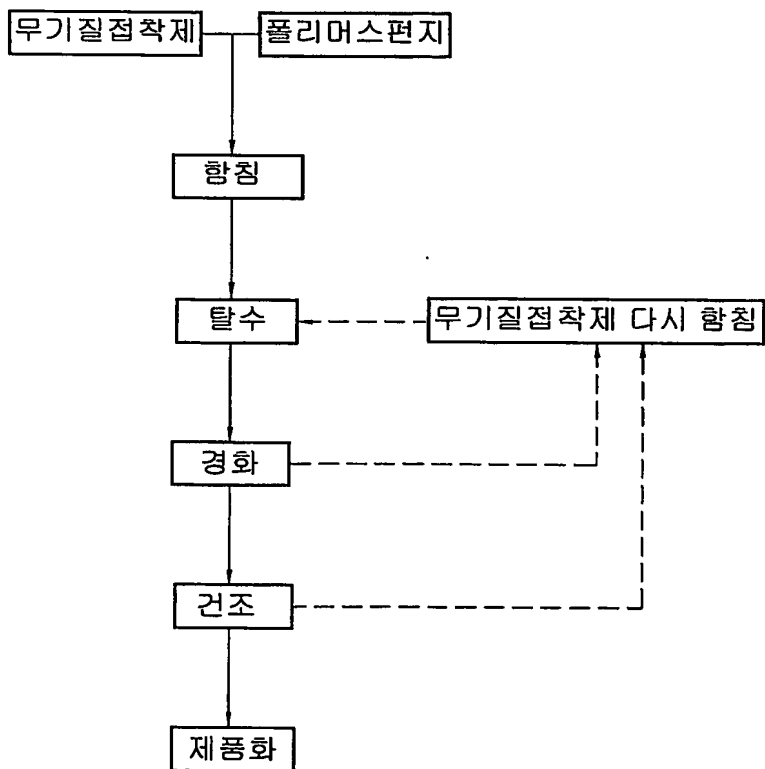 무기질접착제
폴리머스펀지
함침
탈수
무기질접착제 다시 함침
경화
건조
제품화